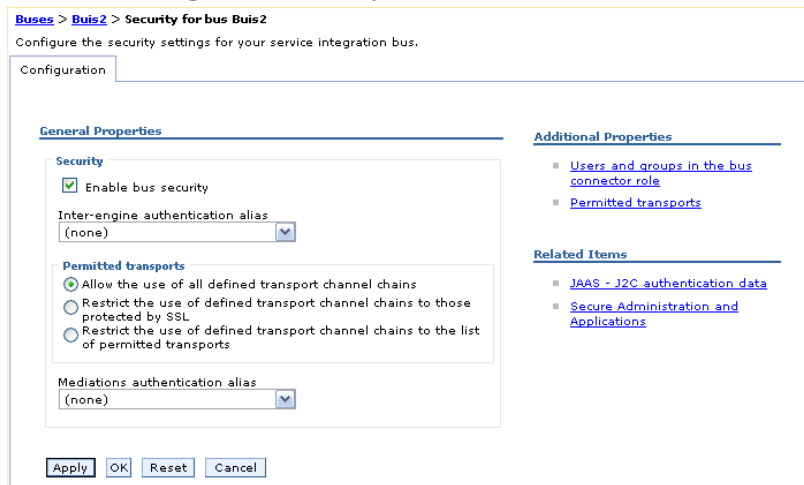 Buses > Buis2 > Security for bus Buis2
Configure the security settings for your service integration bus.
Configuration
General Properties
Security
Enable bus security
Inter-engine authentication alias
(none)
Permitted transports
Allow the use of all defined transport channel chains
Restrict the use of defined transport channel chains to those
protected by SSL
Restrict the use of defined transport channel chains to the list
of permitted transports
Mediations authentication alias
(none)
Apply OK Reset Cancel
Additional Properties
Users and groups in the bus
connector role
Permitted transports
Related Items
JAAS - J2C authentication data
Secure Administration and
Applications